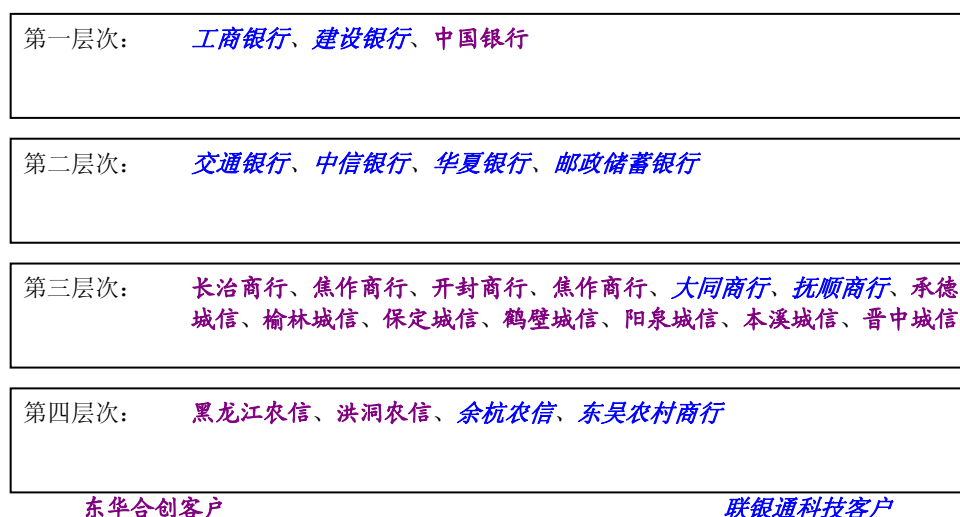 第一层次： 工商银行、建设银行、中国银行
第二层次： 交通银行、中信银行、华夏银行、邮政储蓄银行
第三层次： 长治商行、焦作商行、开封商行、焦作商行、大同商行、抚顺商行、承德
城信、榆林城信、保定城信、鹤壁城信、阳泉城信、本溪城信、晋中城信
第四层次： 黑龙江农信、洪洞农信、余杭农信、东吴农村商行
东华合创客户 联银通科技客户